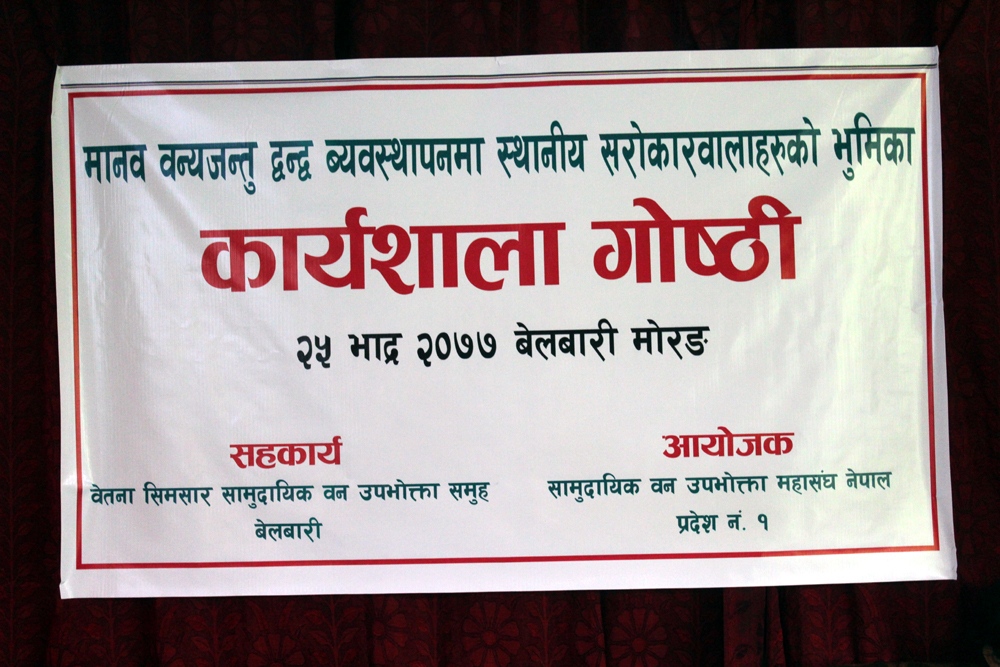 मानव वन्यजन्तु द्वन्द्व ब्यवस्थापनमा स्थानीय सरोकारवालाहरुको भुमिका
कार्यशाला गोष्ठी
२५ भाद्र २०७७ बेलबारी मोरङ
सहकार्य
वेतना सिमसार सामुदायिक वन उपभोक्ता समुह
बेलबारी
आयोजक
सामुदायिक वन उपभोक्ता महासंघ नेपाल
प्रदेश नं. १